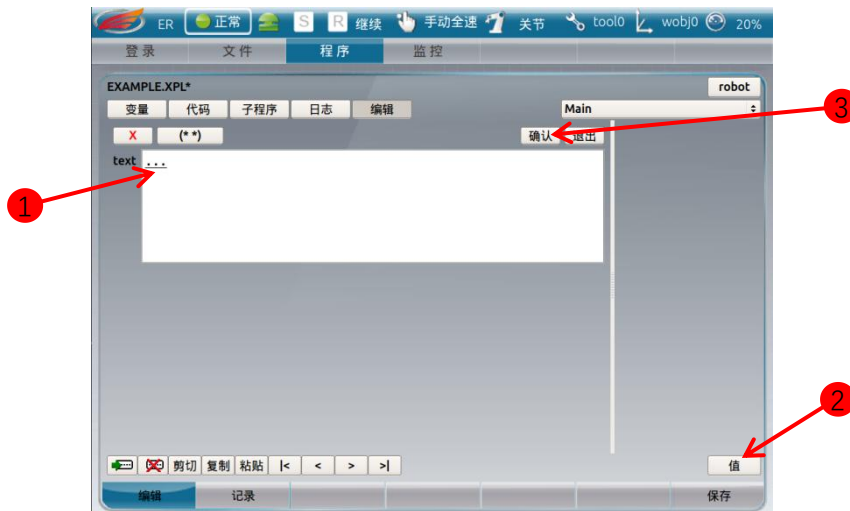 ER 正常 S R 继续 手动全速 关节 tool0 wobj0 20%
登录 文件 程序 监控
EXAMPLE.XPL* robot
变量 代码 子程序 日志 编辑 Main
3
X (* *) 确认 退出
text ...
1
2
剪切 复制 粘贴 |< < > >| 值
编辑 记录 保存